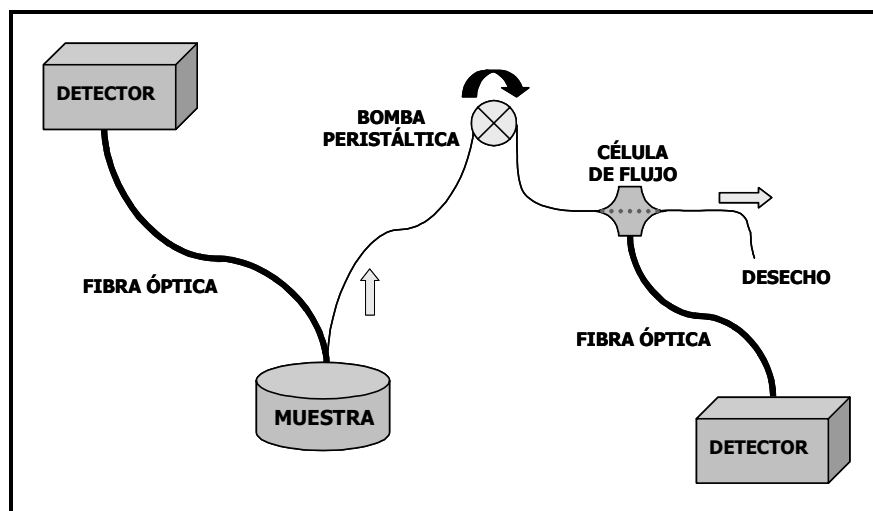 DETECTOR
BOMBA
PERISTÁLTICA
CÉLULA
DE FLUJO
FIBRA ÓPTICA
DESECHO
FIBRA ÓPTICA
MUESTRA
DETECTOR